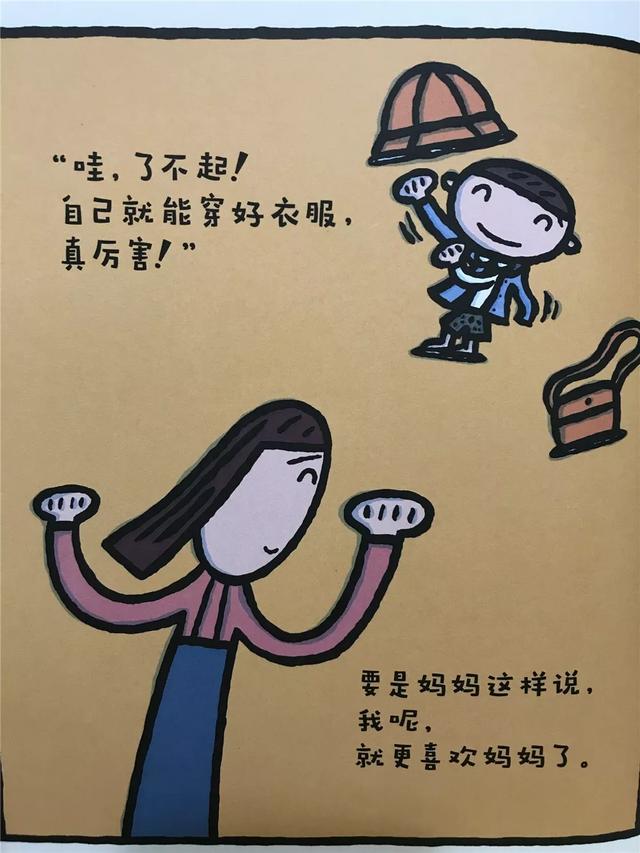 “哇，了不起！
自己就能穿好衣服，
真厉害！”
要是妈妈这样说，
我呢，
就更喜欢妈妈了。